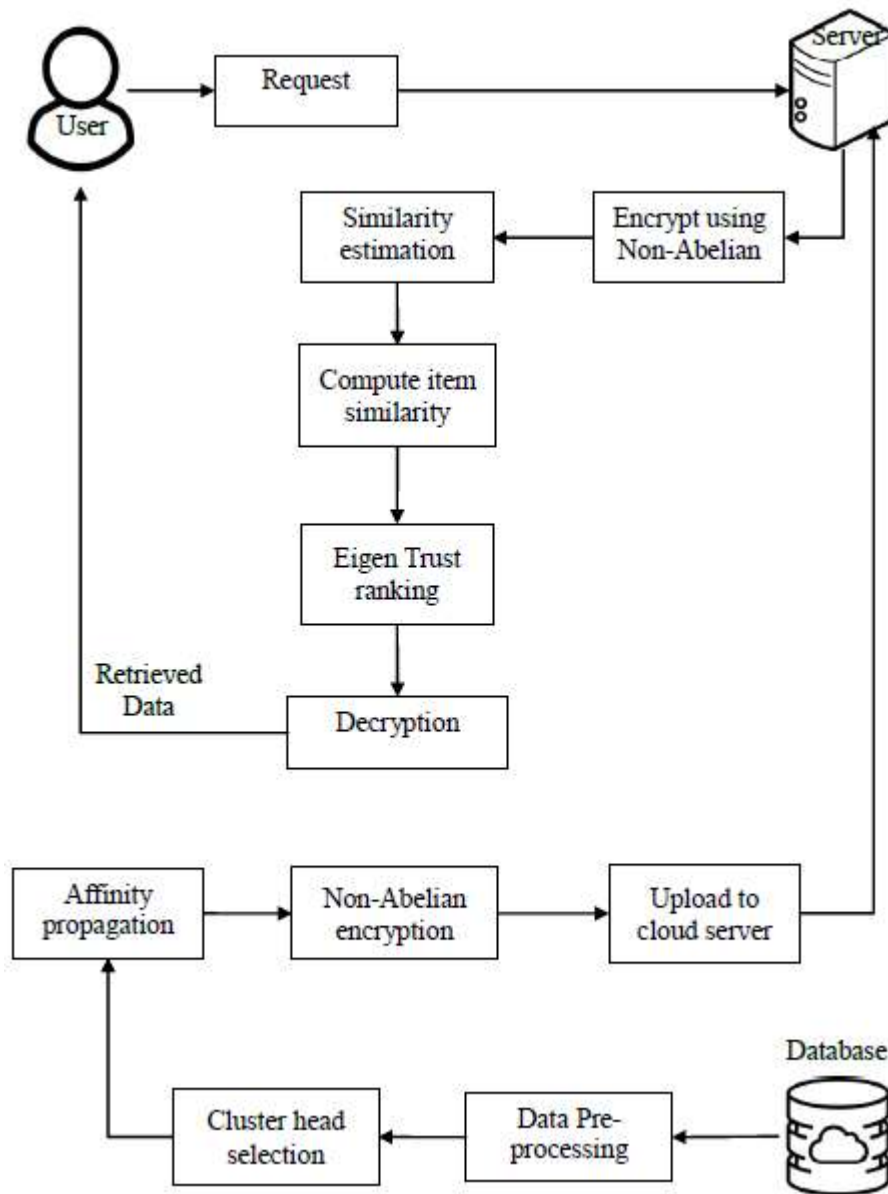 Server
Request
User
Similarity
estimation
Encrypt using
Non-Abelian
Compute item
similarity
Eigen Trust
ranking
Retrieved
Data
Decryption
Affinity
propagation
Non-Abelian
encryption
Upload to
cloud server
Database
Cluster head
selection
Data Pre-
processing